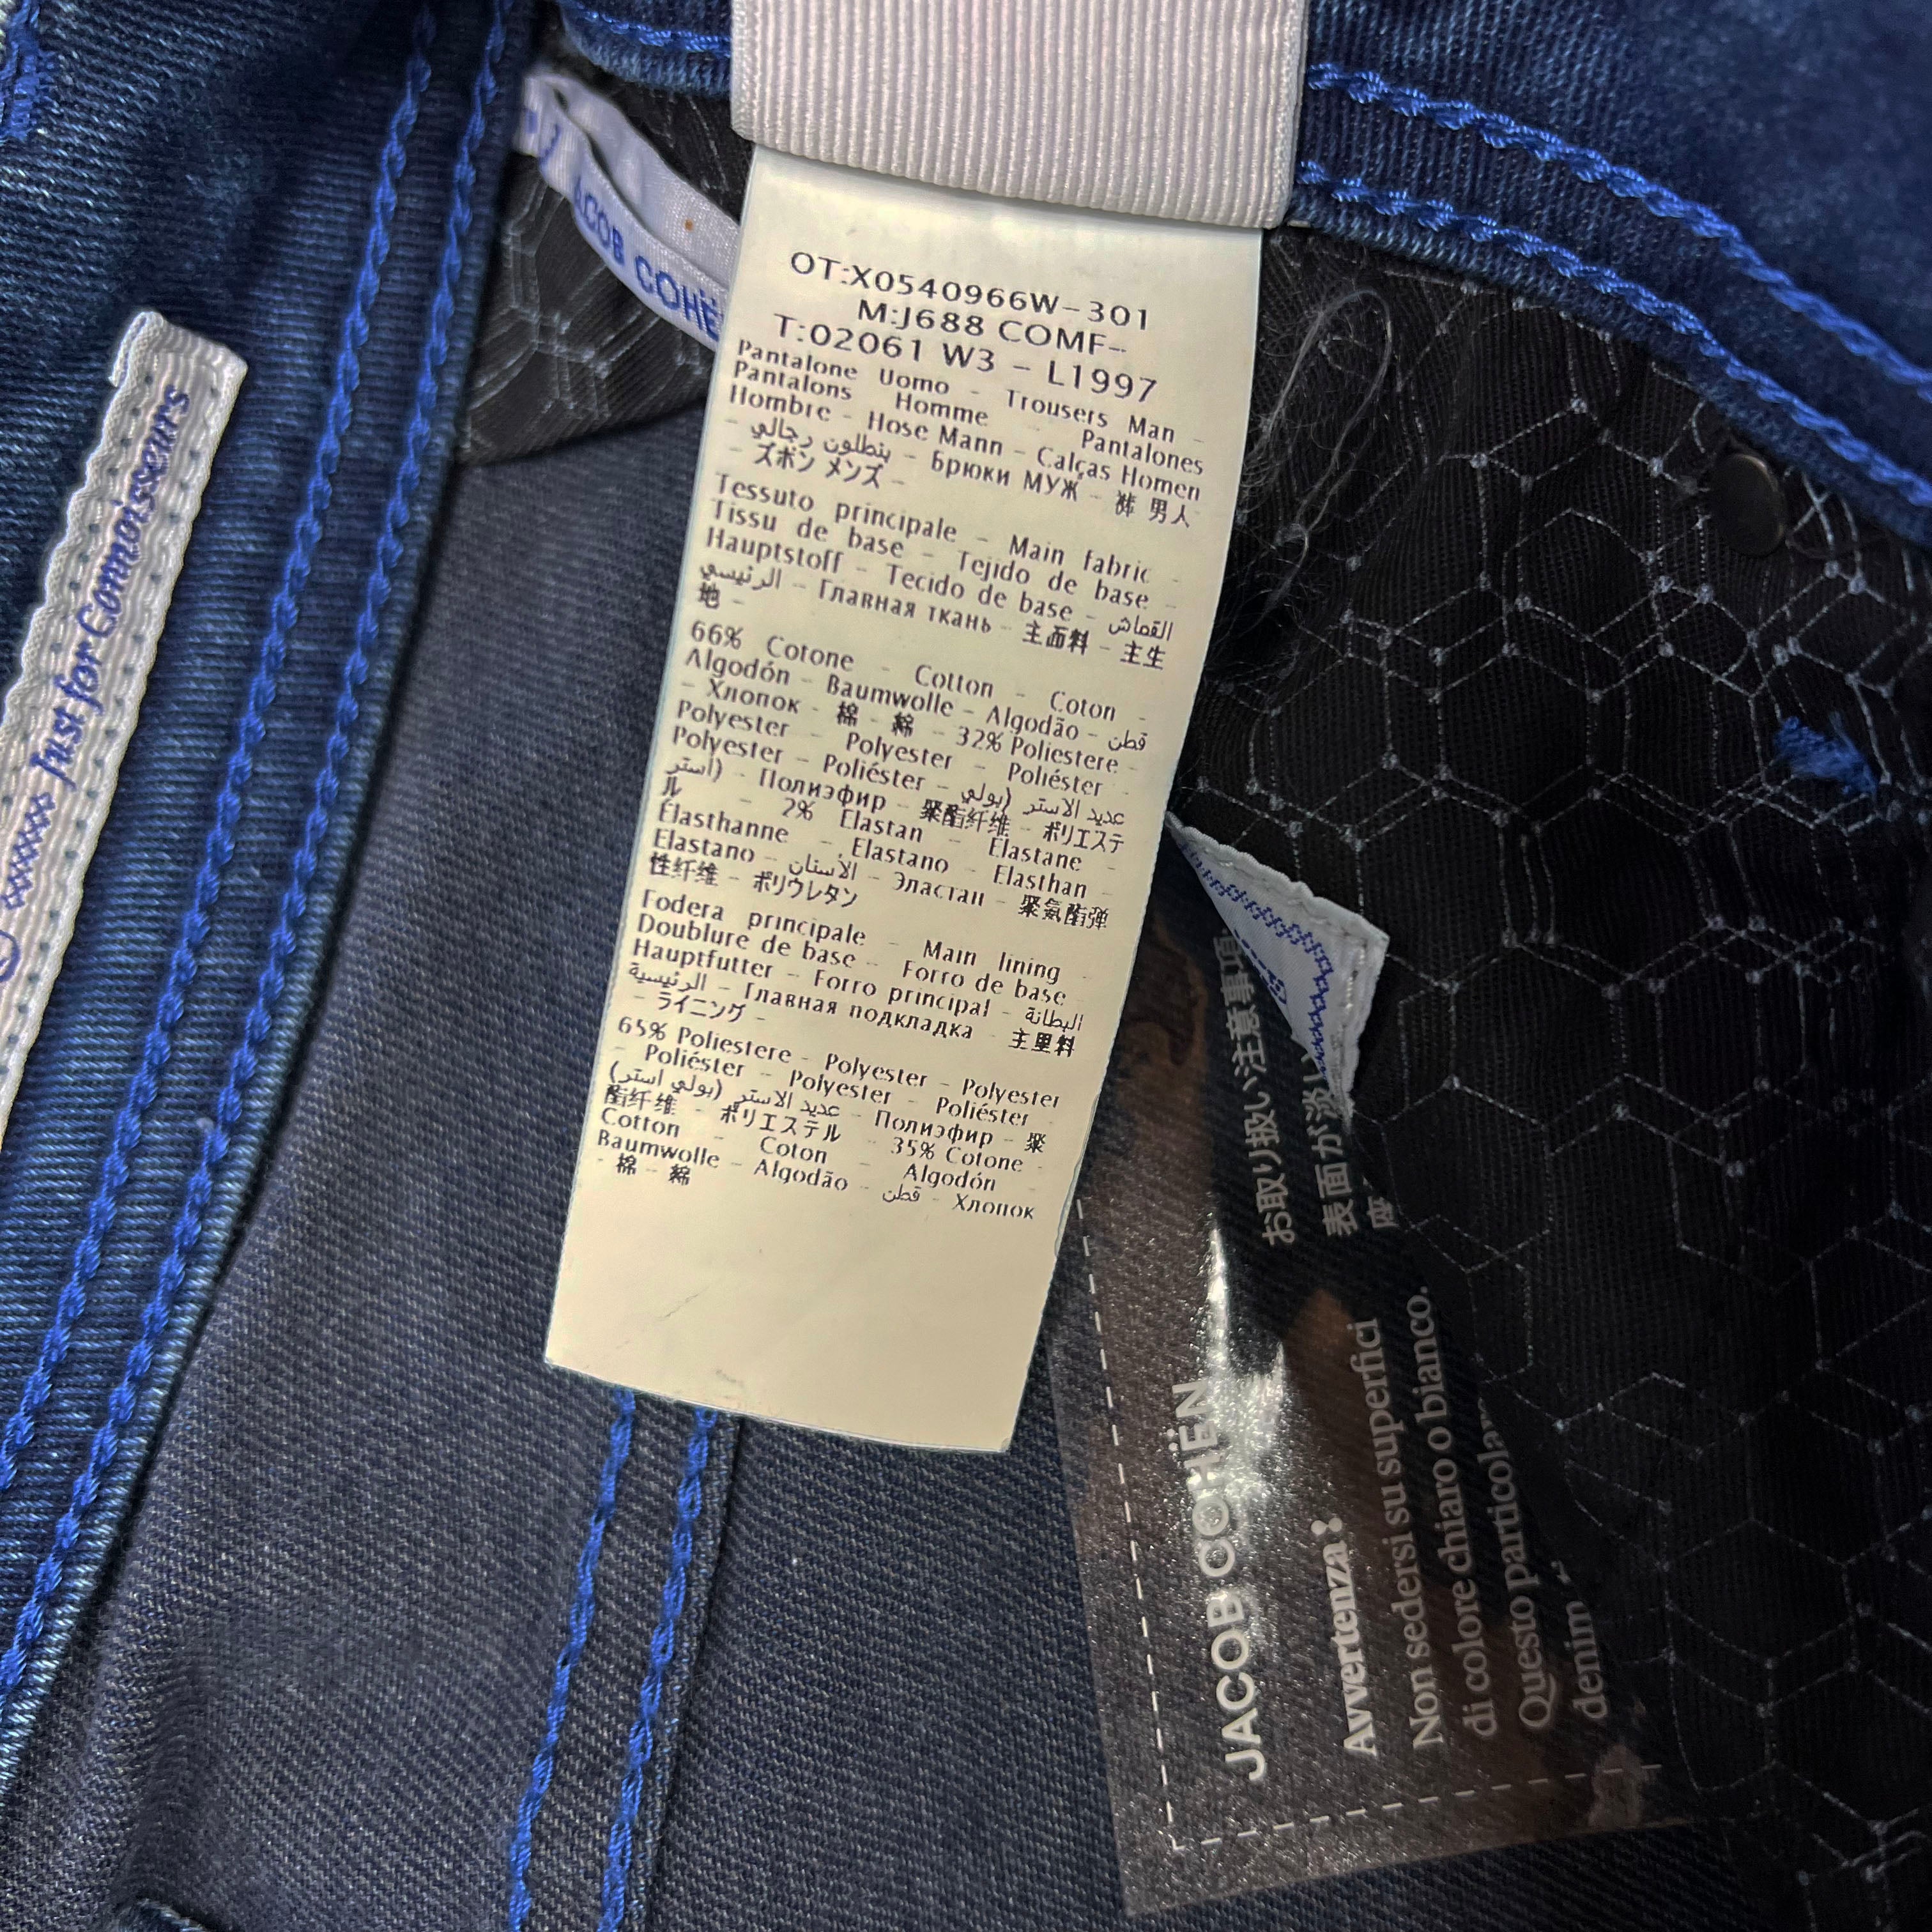 OT:X0540966W-301
M:J688 COMF--
T:02061 W3 - L1997
Pantalone Uomo - Trousers Man -
Pantalons Homme - Pantalones
Hombre - Hose Mann - Calças Homen
- بنطلون رجالي - Брюки МУЖ - 裤 男人
- ズボン メンズ -
Tessuto principale - Main fabric -
Tissu de base - Tejido de base -
Hauptstoff - Tecido de base - القماش
الرئيسي - Главная ткань - 主面料 - 主生
地 -
66% Cotone - Cotton - Coton -
Algodón - Baumwolle - Algodão - قطن
- Хлопок - 棉 - 綿 - 32% Poliestere -
Polyester - Polyester - Poliéster -
Polyester - Poliéster - عديد الاستر (بولي
استر) - Полиэфир - 聚酯纤维 - ポリエステ
ル - 2% Elastan - Elastane -
Élasthanne - Elastano - Elasthan -
Elastano - الأستان - Эластан - 聚氨酯弹
性纤维 - ポリウレタン
Fodera principale - Main lining -
Doublure de base - Forro de base -
Hauptfutter - Forro principal - البطانة
الرئيسية - Главная подкладка - 主里料
- ライニング -
65% Poliestere - Polyester - Polyester
- Poliéster - Polyester - Poliéster -
عديد الاستر (بولي استر) - Полиэфир - 聚
酯纤维 - ポリエステル - 35% Cotone -
Cotton - Coton - Algodón -
Baumwolle - Algodão - قطن - Хлопок
- 棉 - 綿
Just for Connoisseurs
COHË
JACOB COHËN
Avvertenza:
Non sedersi su superfici
di colore chiaro o bianco.
Questo
denim
お取り扱い注意事項
表面が淡い
座